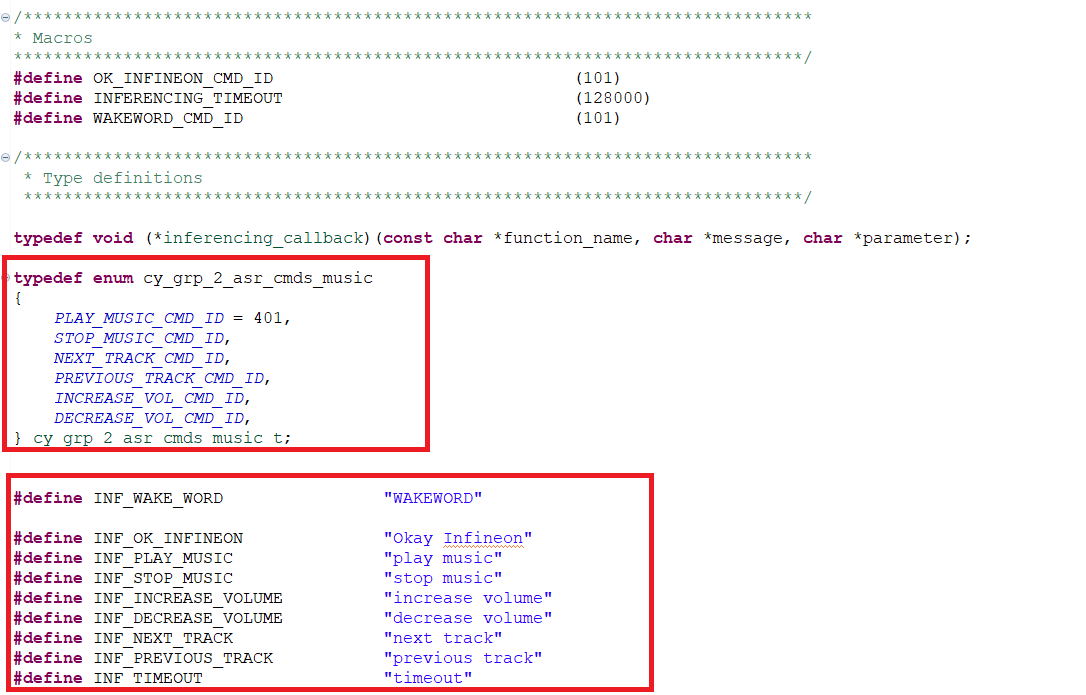 /*******************************************************************************
* Macros
*******************************************************************************/
#define OK_INFINEON_CMD_ID (101)
#define INFERENCING_TIMEOUT (128000)
#define WAKEWORD_CMD_ID (101)
/*******************************************************************************
* Type definitions
*******************************************************************************/
typedef void (*inferencing_callback)(const char *function_name, char *message, char *parameter);
typedef enum cy_grp_2_asr_cmds_music
{
PLAY_MUSIC_CMD_ID = 401,
STOP_MUSIC_CMD_ID,
NEXT_TRACK_CMD_ID,
PREVIOUS_TRACK_CMD_ID,
INCREASE_VOL_CMD_ID,
DECREASE_VOL_CMD_ID,
} cy_grp_2_asr_cmds_music_t;
#define INF_WAKE_WORD "WAKEWORD"
#define INF_OK_INFINEON "Okay Infineon"
#define INF_PLAY_MUSIC "play music"
#define INF_STOP_MUSIC "stop music"
#define INF_INCREASE_VOLUME "increase volume"
#define INF_DECREASE_VOLUME "decrease volume"
#define INF_NEXT_TRACK "next track"
#define INF_PREVIOUS_TRACK "previous track"
#define INF_TIMEOUT "timeout"